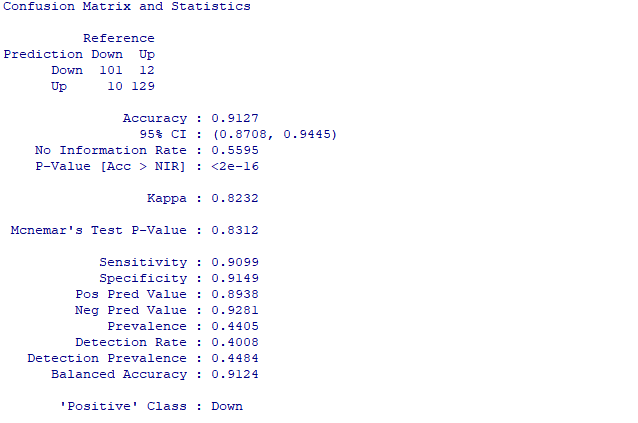 Confusion Matrix and Statistics
Reference
Prediction Down Up
Down 101 12
Up 10 129
Accuracy : 0.9127
95% CI : (0.8708, 0.9445)
No Information Rate : 0.5595
P-Value [Acc > NIR] : <2e-16
Kappa : 0.8232
Mcnemar's Test P-Value : 0.8312
Sensitivity : 0.9099
Specificity : 0.9149
Pos Pred Value : 0.8938
Neg Pred Value : 0.9281
Prevalence : 0.4405
Detection Rate : 0.4008
Detection Prevalence : 0.4484
Balanced Accuracy : 0.9124
'Positive' Class : Down